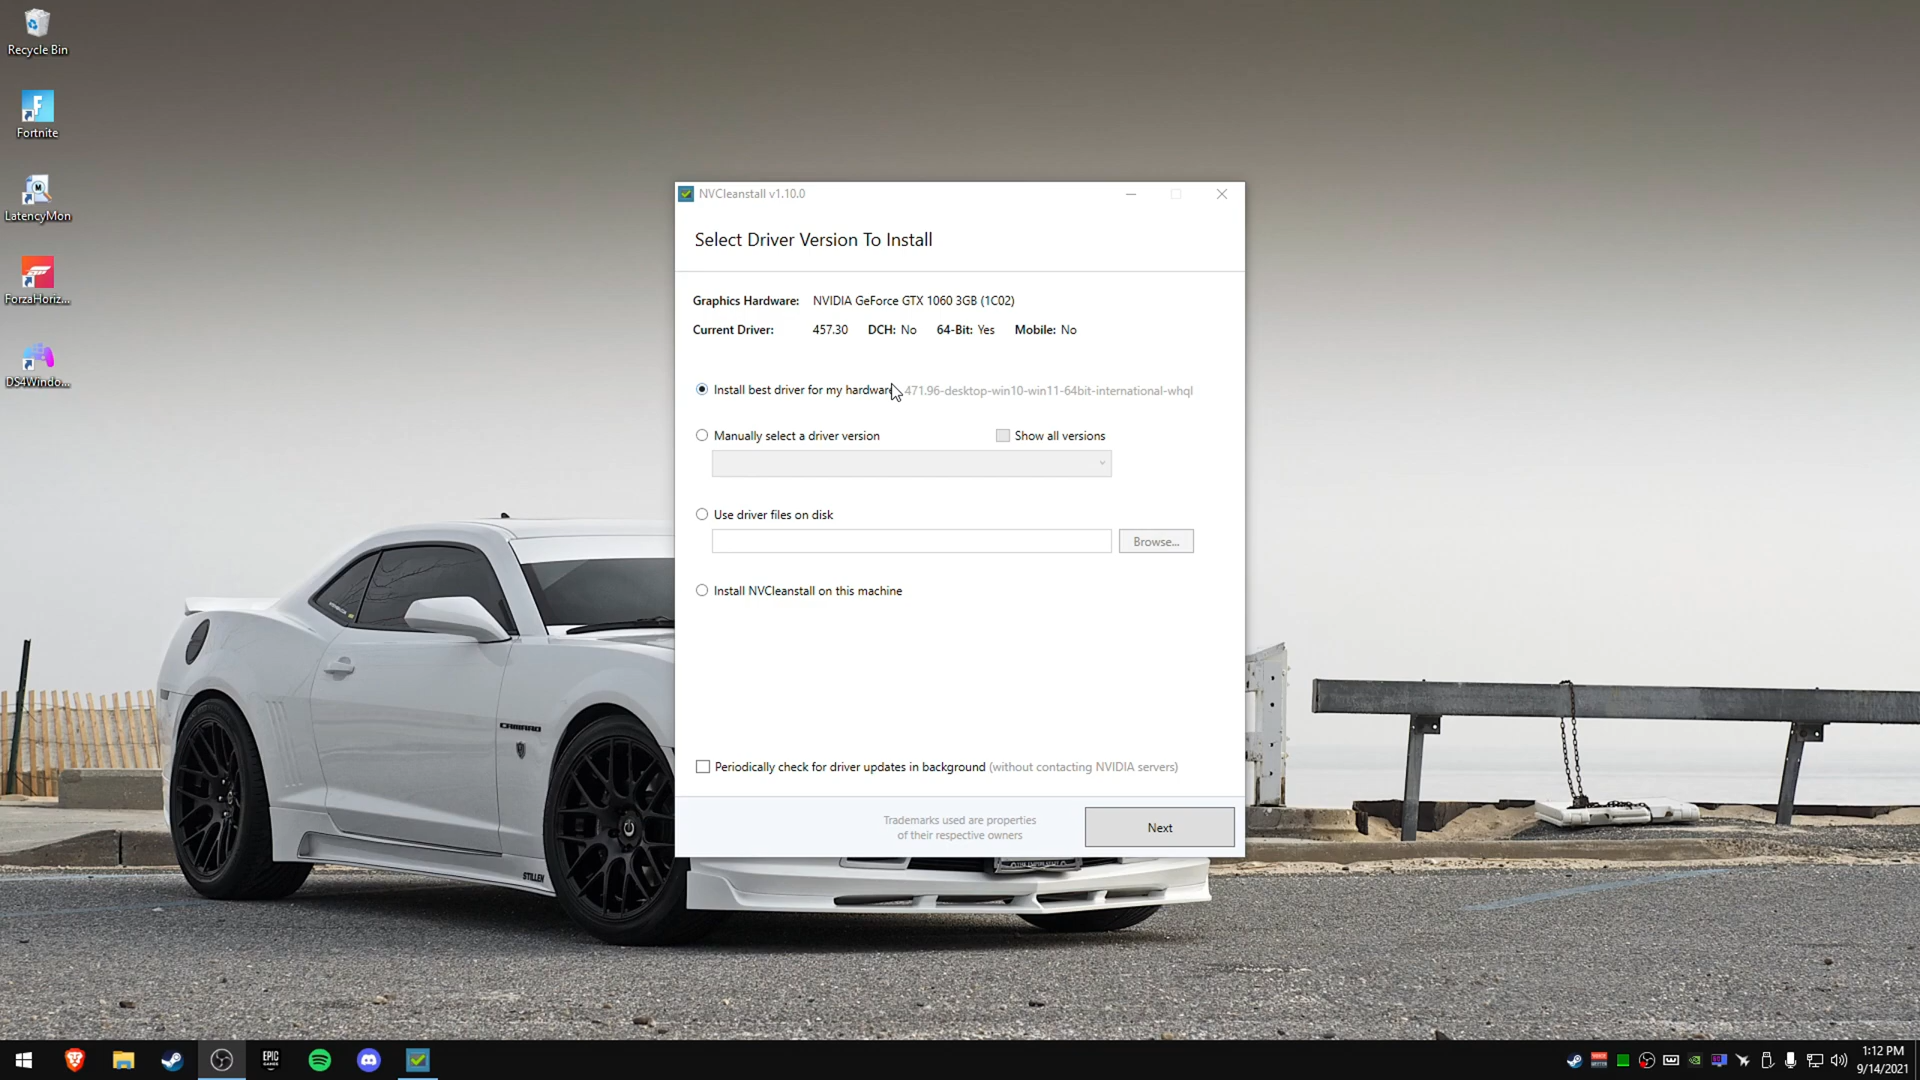 Recycle Bin
Fortnite
LatencyMon
ForzaHoriz...
DS4Windo...
NVCleanstall v1.10.0
Select Driver Version To Install
Graphics Hardware: NVIDIA GeForce GTX 1060 3GB (1C02)
Current Driver: 457.30 DCH: No 64-Bit: Yes Mobile: No
Install best driver for my hardware 471.96-desktop-win10-win11-64bit-international-whql
Manually select a driver version Show all versions
Use driver files on disk
Browse...
Install NVCleanstall on this machine
Periodically check for driver updates in background (without contacting NVIDIA servers)
Trademarks used are properties
of their respective owners
Next
CAMARO
STILLEN
EPIC
GAMES
1:12 PM
9/14/2021